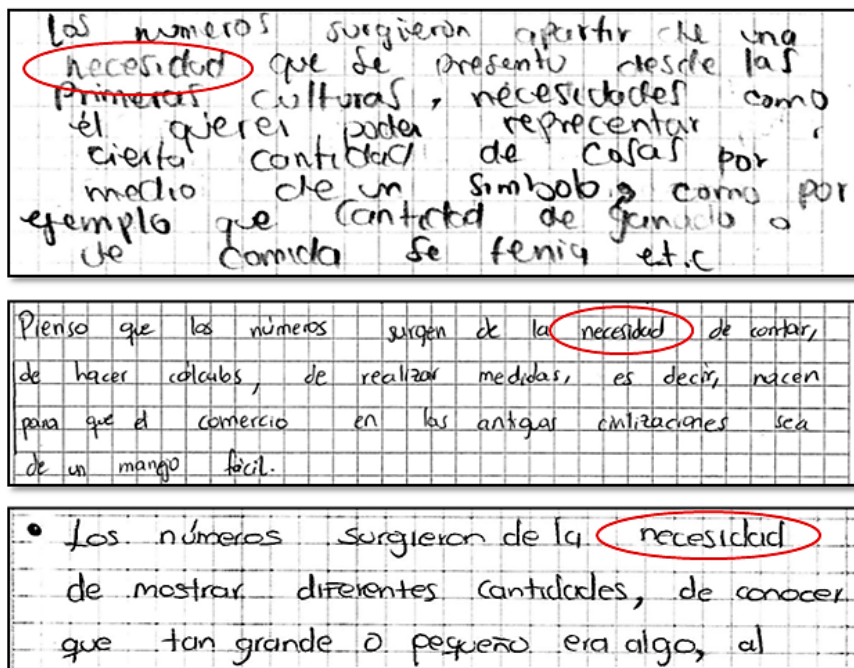 los numeros surgieron apartir de una
necesidad que se presento desde las
Primeras culturas, necesidades como
el querer poder reprecentar
cierta cantidad de cosas por
medio de un simbolo, como por
ejemplo que cantidad de ganado o
de comida se tenia et.c
Pienso que los números surgen de la necesidad de contar,
de hacer cálculos, de realizar medidas, es decir, nacen
para que el comercio en las antigas civilizaciones sea
de un mango fácil.
• Los números surgieron de la necesidad
de mostrar diferentes cantidades, de conocer
que tan grande o pequeño era algo, al